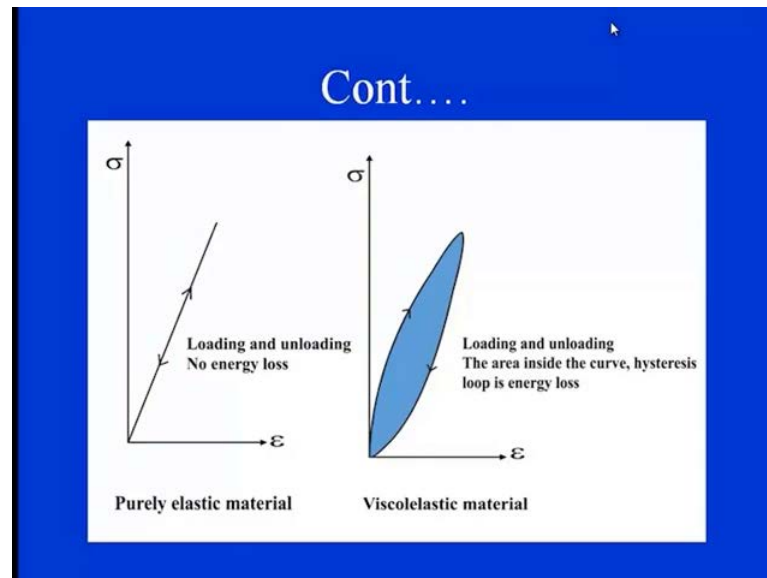 Cont....
σ
Loading and unloading
No energy loss
ε
Purely elastic material
σ
Loading and unloading
The area inside the curve, hysteresis
loop is energy loss
ε
Viscolelastic material